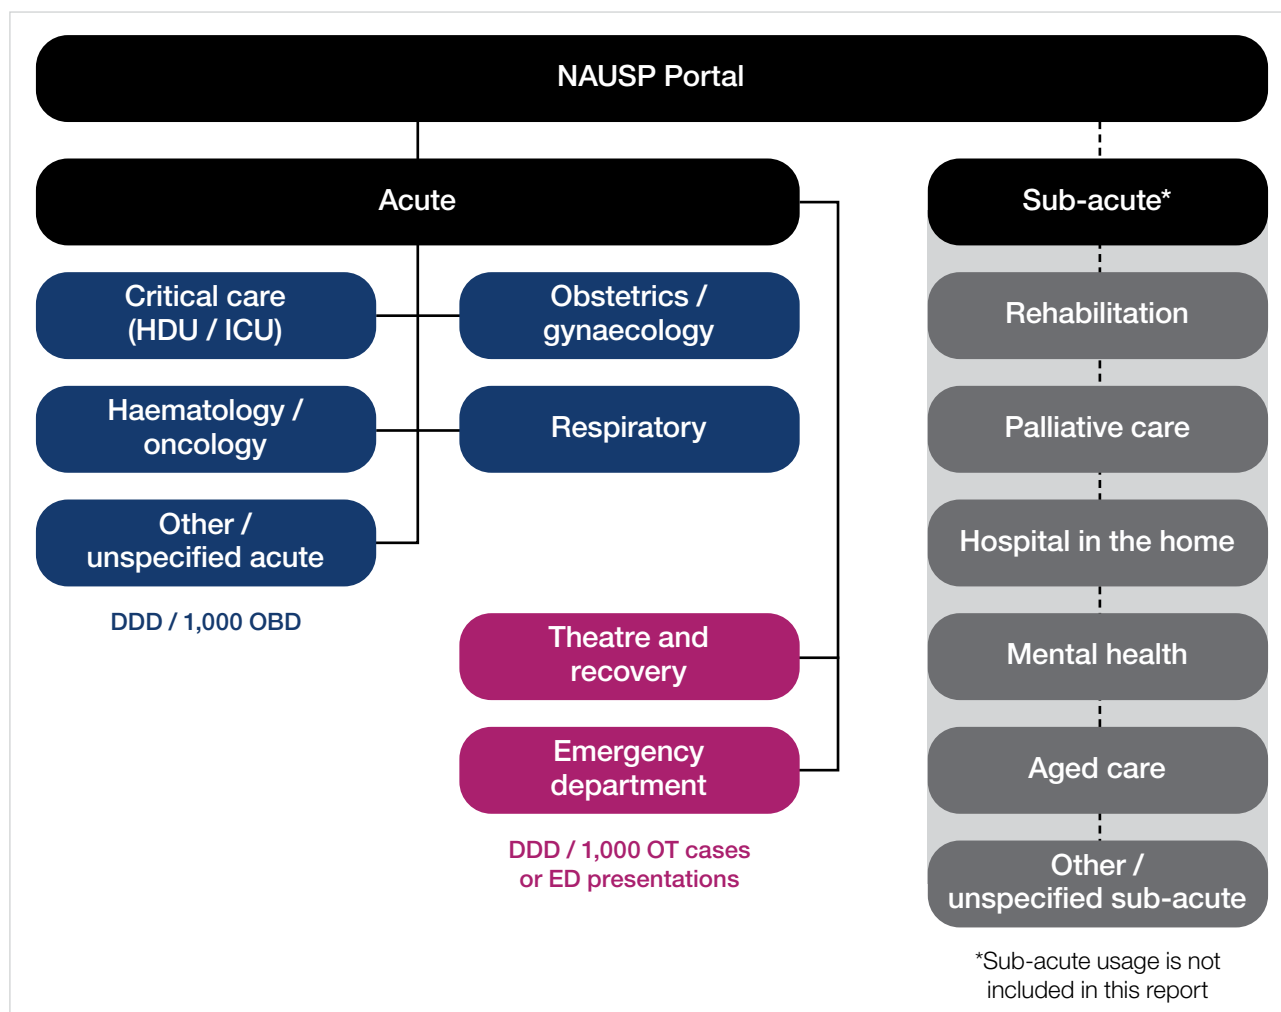 NAUSP Portal
Acute
Critical care
(HDU / ICU)
Obstetrics /
gynaecology
Haematology /
oncology
Respiratory
Other /
unspecified acute
DDD / 1,000 OBD
Theatre and
recovery
Emergency
department
DDD / 1,000 OT cases
or ED presentations
Sub-acute*
Rehabilitation
Palliative care
Hospital in the home
Mental health
Aged care
Other /
unspecified sub-acute
*Sub-acute usage is not
included in this report